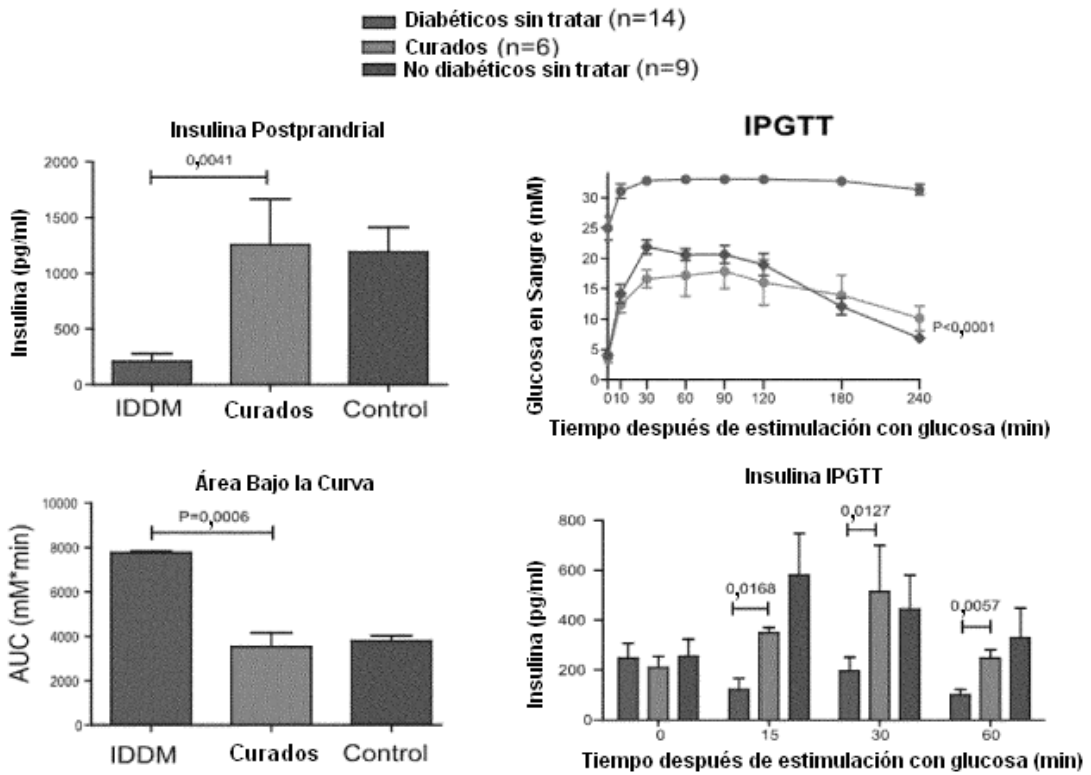 Diabéticos sin tratar (n=14)
Curados (n=6)
No diabéticos sin tratar (n=9)
Insulina Postprandrial
0,0041
Insulina (pg/ml)
2000
1500
1000
500
0
IDDM Curados Control
IPGTT
Glucosa en Sangre (mM)
30
25
20
15
10
5
0
P<0,0001
0 10 30 60 90 120 180 240
Tiempo después de estimulación con glucosa (min)
Área Bajo la Curva
P=0,0006
AUC (mM*min)
10000
8000
6000
4000
2000
0
IDDM Curados Control
Insulina IPGTT
Insulina (pg/ml)
800
600
400
200
0
0,0168
0,0127
0,0057
0 15 30 60
Tiempo después de estimulación con glucosa (min)